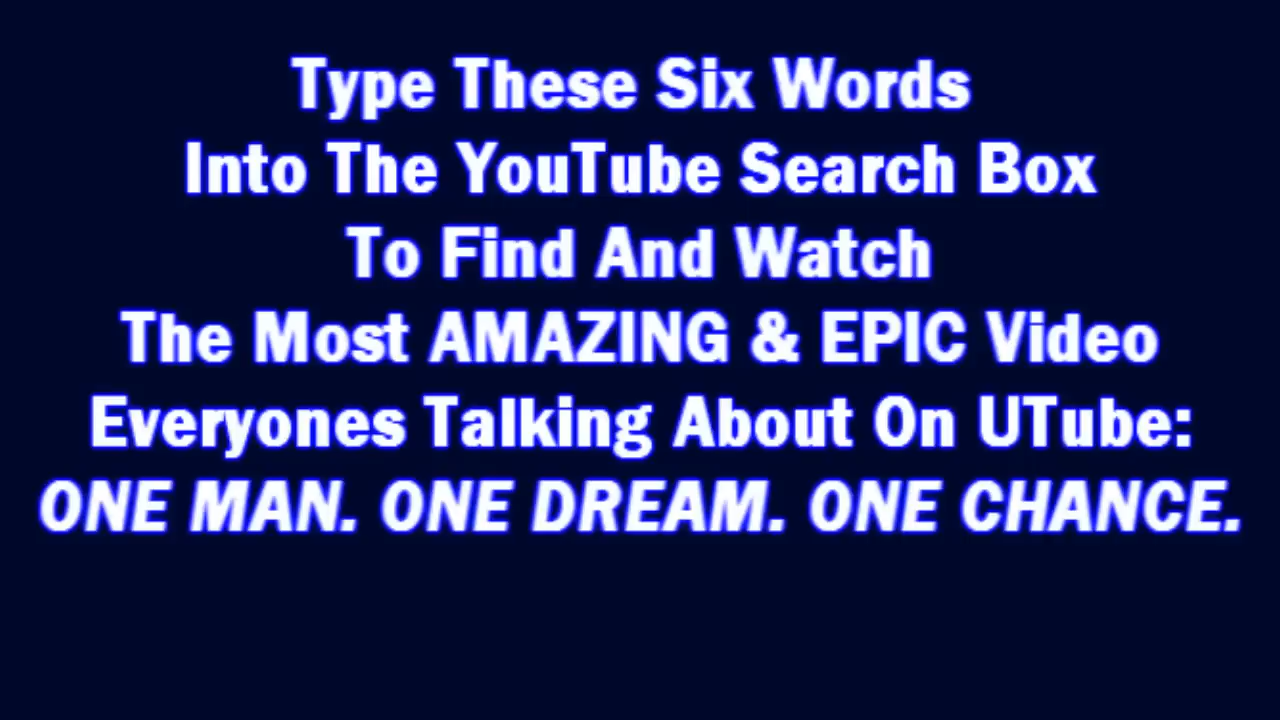 Type These Six Words
Into The YouTube Search Box
To Find And Watch
The Most AMAZING & EPIC Video
Everyones Talking About On UTube:
ONE MAN. ONE DREAM. ONE CHANCE.